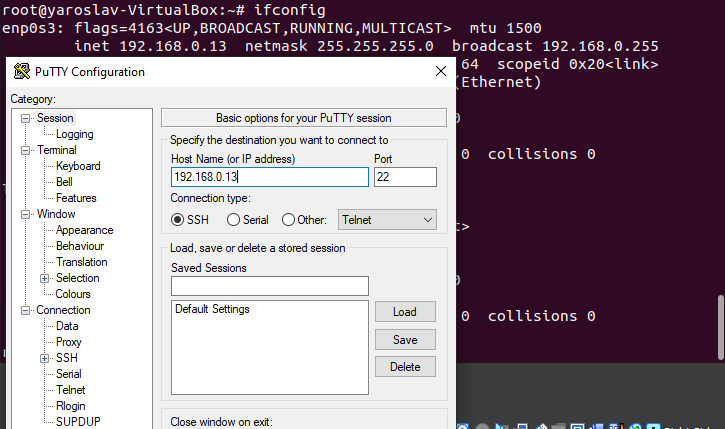 root@yaroslav-VirtualBox:~# ifconfig
enp0s3: flags=4163<UP,BROADCAST,RUNNING,MULTICAST>  mtu 1500
inet 192.168.0.13  netmask 255.255.255.0  broadcast 192.168.0.255
64  scopeid 0x20<link>
(Ethernet)
0
0  collisions 0
>
0
0  collisions 0
PuTTY Configuration
Category:
Session
Logging
Terminal
Keyboard
Bell
Features
Window
Appearance
Behaviour
Translation
Selection
Colours
Connection
Data
Proxy
SSH
Serial
Telnet
Rlogin
SUPDUP
Basic options for your PuTTY session
Specify the destination you want to connect to
Host Name (or IP address) Port
192.168.0.13 22
Connection type:
SSH Serial Other: Telnet
Load, save or delete a stored session
Saved Sessions
Default Settings
Load
Save
Delete
Close window on exit: